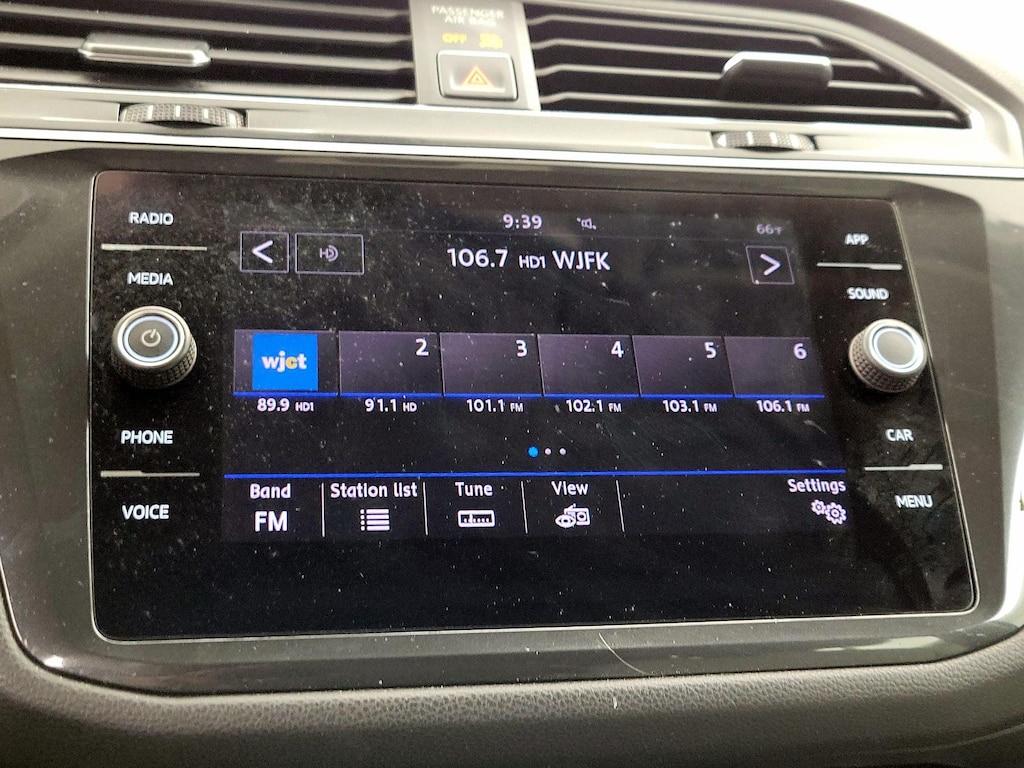 PASSENGER
AIR BAG
OFF
RADIO
MEDIA
PHONE
VOICE
9:39
66°F
HD
106.7 HD1 WJFK
wjct
2
3
4
5
6
89.9 HD1
91.1 HD
101.1 FM
102.1 FM
103.1 FM
106.1 FM
Band
FM
Station list
Tune
View
Settings
APP
SOUND
CAR
MENU